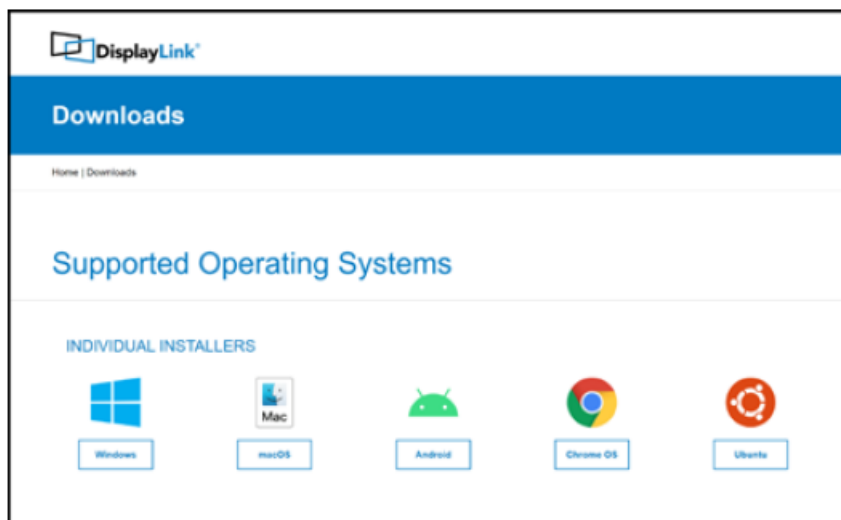 DisplayLink®
Downloads
Home | Downloads
Supported Operating Systems
INDIVIDUAL INSTALLERS
Mac
Windows
macOS
Android
Chrome OS
Ubuntu